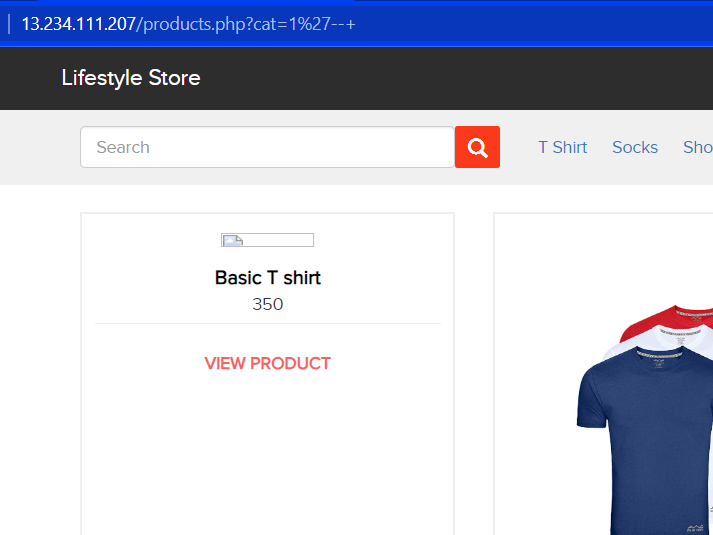 13.234.111.207/products.php?cat=1%27--+
Lifestyle Store
Search
T Shirt Socks Sho
Basic T shirt
350
VIEW PRODUCT